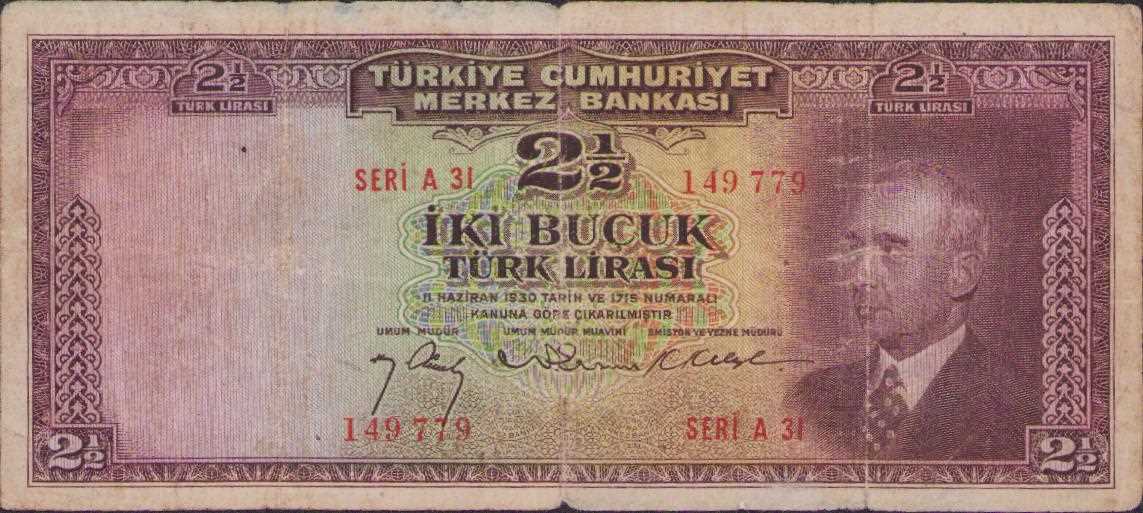 2½ TÜRKİYE CUMHURİYET 2½
TÜRK LİRASI MERKEZ BANKASI TÜRK LİRASI
SERİ A 31 2½ 149 779
İKİ BUÇUK
TÜRK LİRASI
11 HAZİRAN 1930 TARİH VE 1715 NUMARALI
KANUNA GÖRE ÇIKARILMIŞTIR
UMUM MÜDÜR UMUM MÜDÜR MUAVİNİ EMİSYON VE VEZNE MÜDÜRÜ
149 779 SERİ A 31
2½ 2½